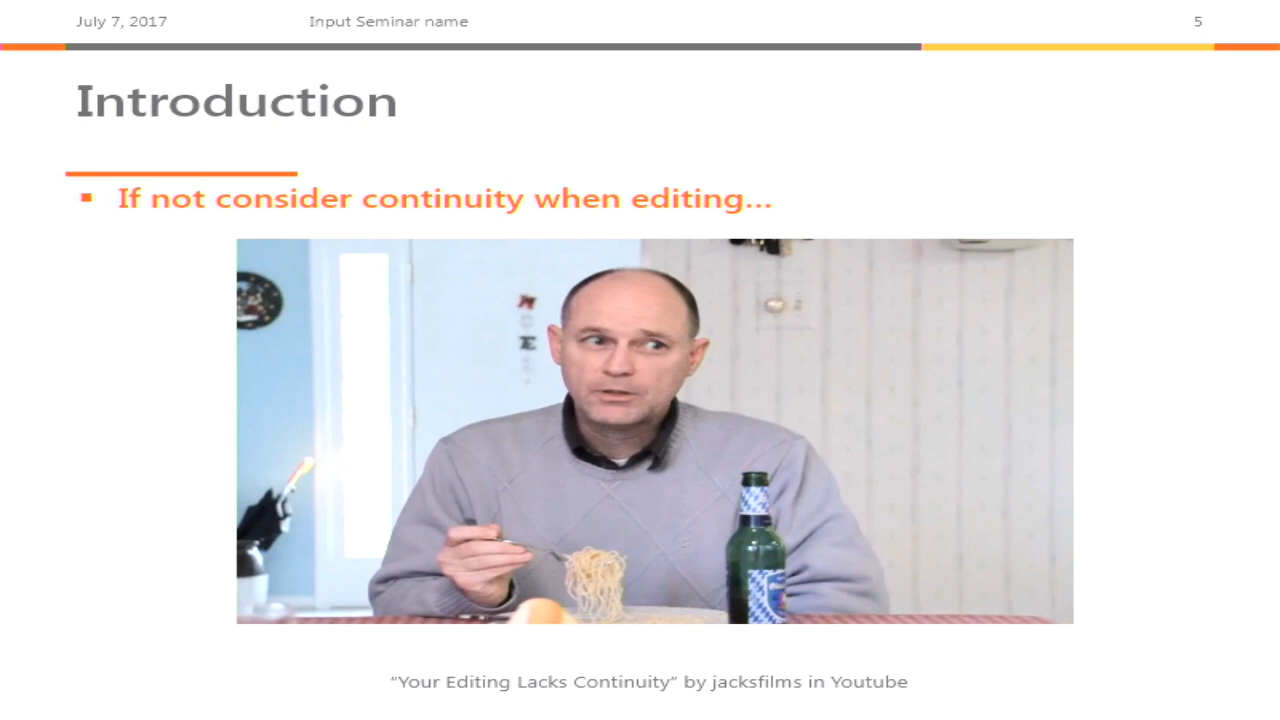 July 7, 2017 Input Seminar name 5
Introduction
▪ If not consider continuity when editing...
"Your Editing Lacks Continuity" by jacksfilms in Youtube